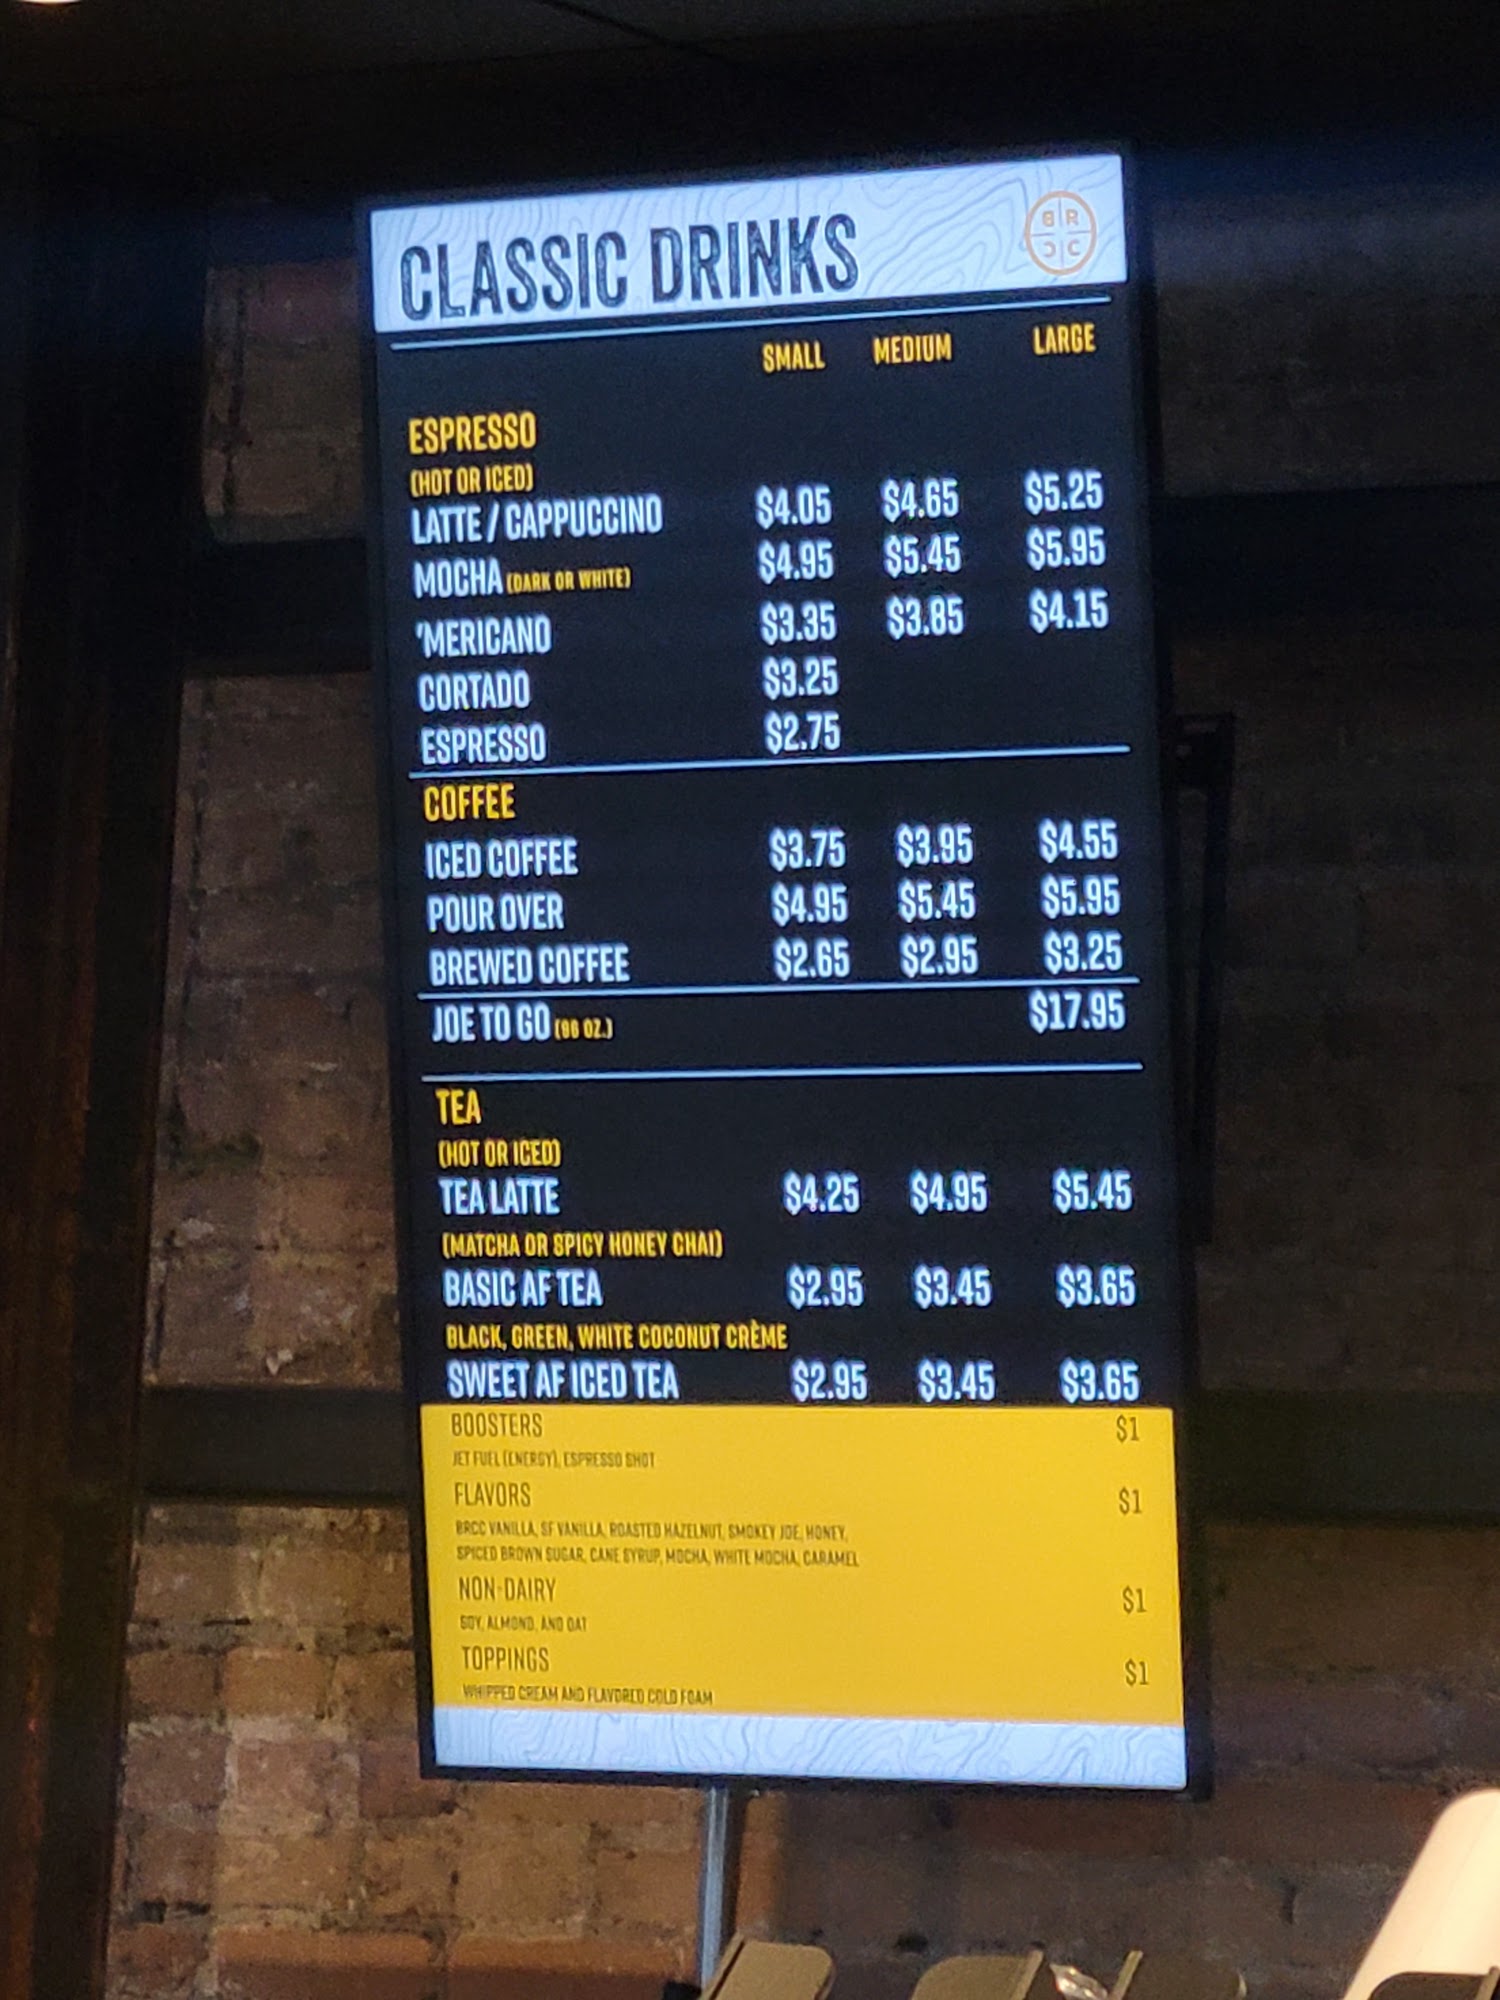 CLASSIC DRINKS
B R
C C
SMALL MEDIUM LARGE
ESPRESSO
(HOT OR ICED)
LATTE / CAPPUCCINO $4.05 $4.65 $5.25
MOCHA (DARK OR WHITE) $4.95 $5.45 $5.95
'MERICANO $3.35 $3.85 $4.15
CORTADO $3.25
ESPRESSO $2.75
COFFEE
ICED COFFEE $3.75 $3.95 $4.55
POUR OVER $4.95 $5.45 $5.95
BREWED COFFEE $2.65 $2.95 $3.25
JOE TO GO (96 OZ.) $17.95
TEA
(HOT OR ICED)
TEA LATTE $4.25 $4.95 $5.45
(MATCHA OR SPICY HONEY CHAI)
BASIC AF TEA $2.95 $3.45 $3.65
BLACK, GREEN, WHITE COCONUT CRÈME
SWEET AF ICED TEA $2.95 $3.45 $3.65
BOOSTERS $1
JET FUEL (ENERGY), ESPRESSO SHOT
FLAVORS $1
BRCC VANILLA, SF VANILLA, ROASTED HAZELNUT, SMOKEY JOE, HONEY,
SPICED BROWN SUGAR, CANE SYRUP, MOCHA, WHITE MOCHA, CARAMEL
NON-DAIRY $1
SOY, ALMOND, AND OAT
TOPPINGS $1
WHIPPED CREAM AND FLAVORED COLD FOAM